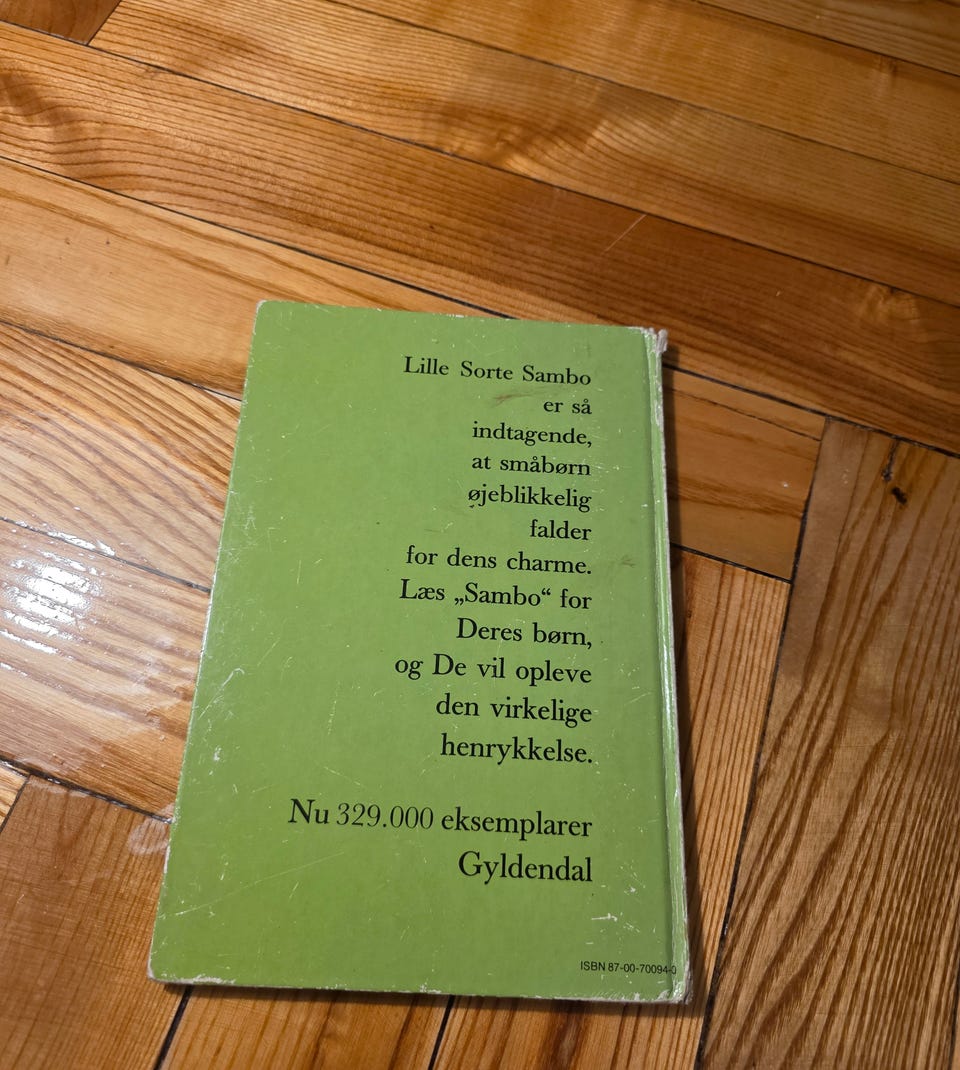 Lille Sorte Sambo
er så
indtagende,
at småbørn
øjeblikkelig
falder
for dens charme.
Læs „Sambo“ for
Deres børn,
og De vil opleve
den virkelige
henrykkelse.
Nu 329.000 eksemplarer
Gyldendal
ISBN 87-00-70094-0